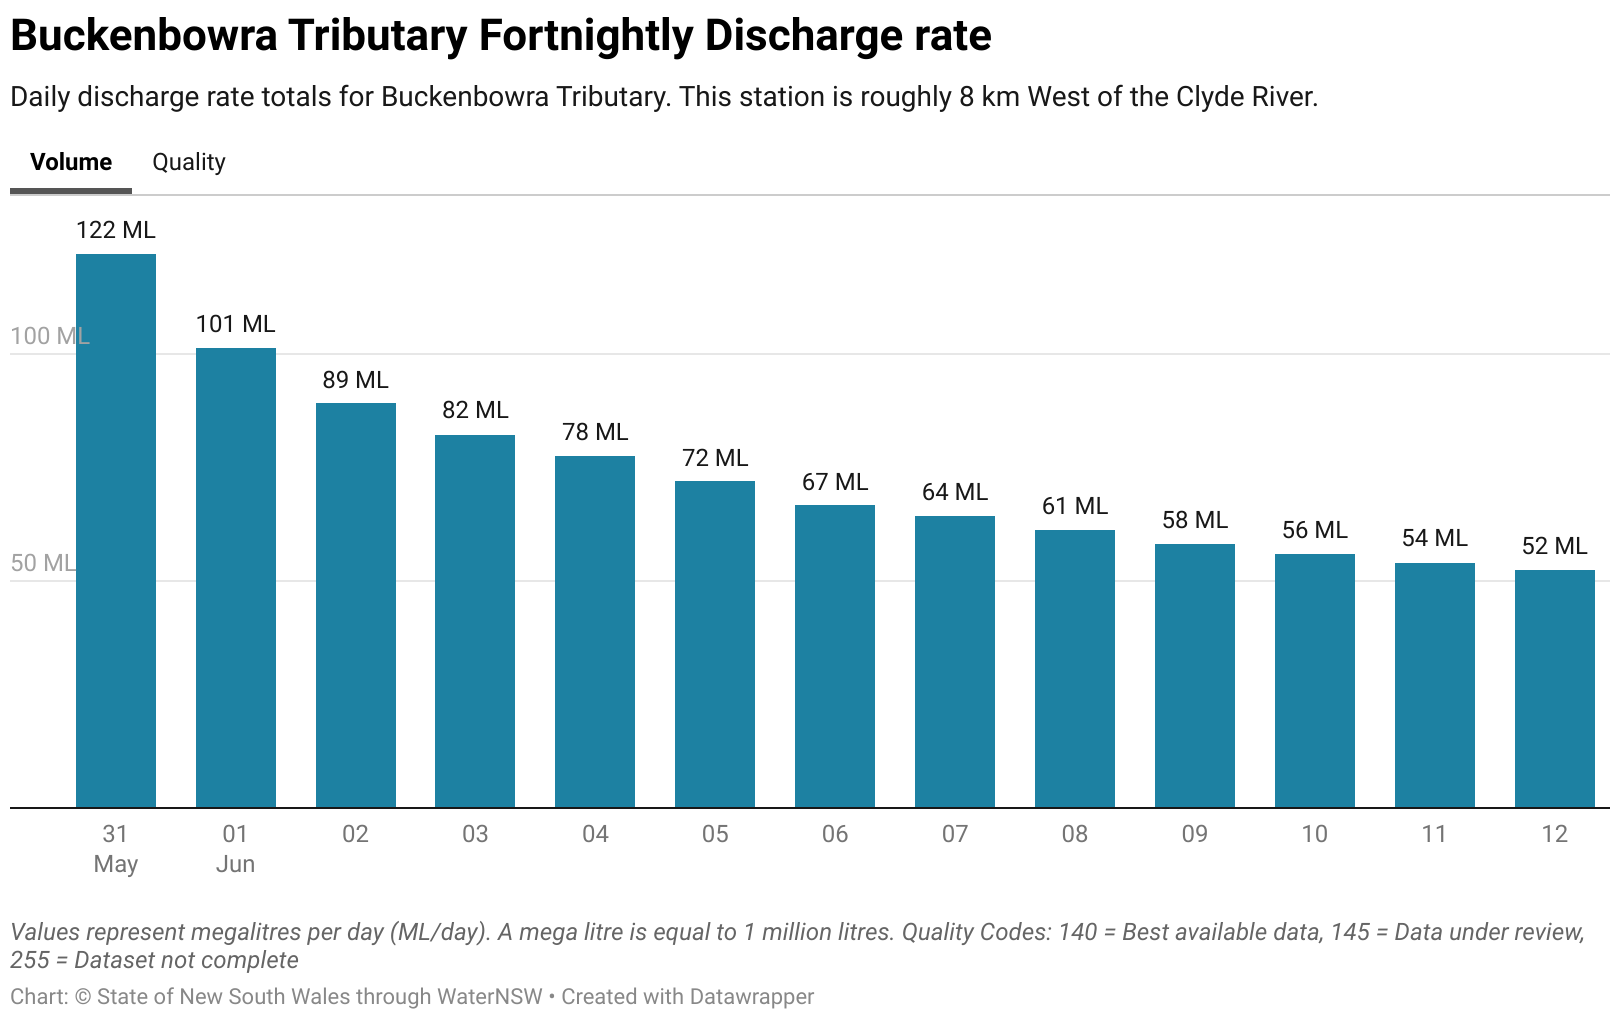 Buckenbowra Tributary Fortnightly Discharge rate
Daily discharge rate totals for Buckenbowra Tributary. This station is roughly 8 km West of the Clyde River.
Volume Quality
122 ML
101 ML
100 ML
89 ML
82 ML
78 ML
72 ML
67 ML
64 ML
61 ML
58 ML
56 ML
54 ML
52 ML
50 ML
31 01 02 03 04 05 06 07 08 09 10 11 12
May Jun
Values represent megalitres per day (ML/day). A mega litre is equal to 1 million litres. Quality Codes: 140 = Best available data, 145 = Data under review,
255 = Dataset not complete
Chart: © State of New South Wales through WaterNSW • Created with Datawrapper